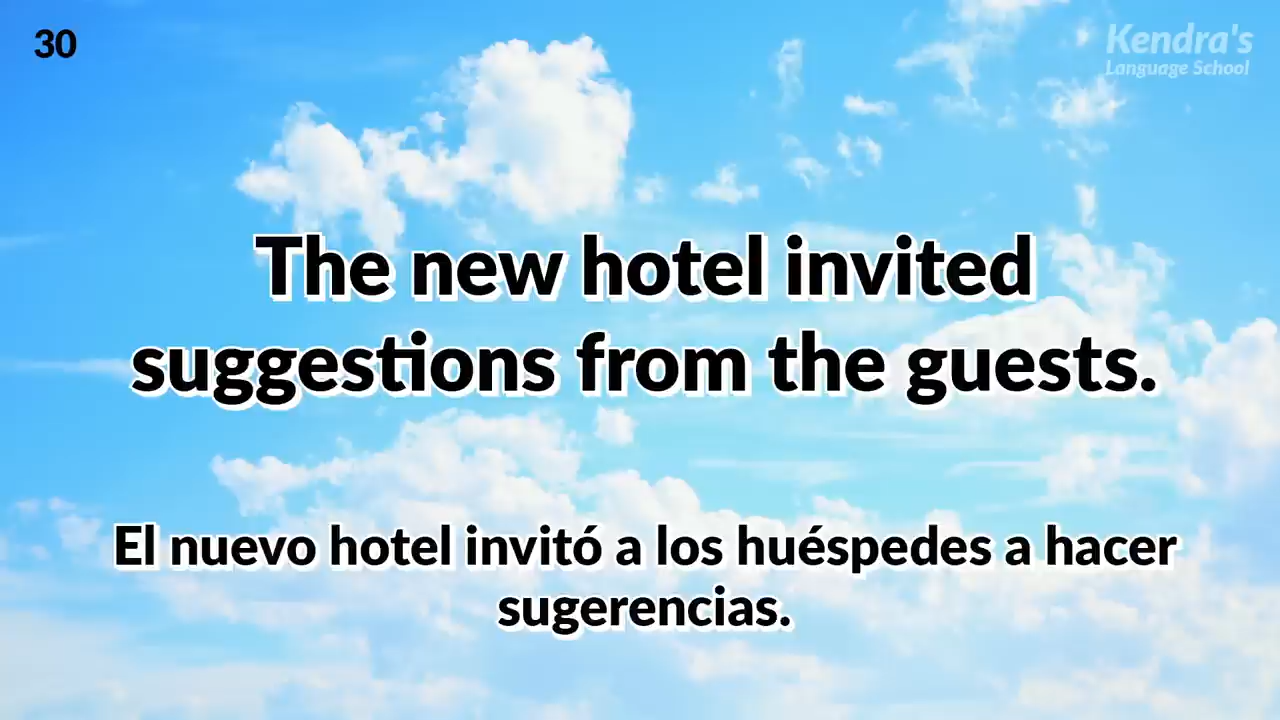 30
Kendra's
Language School
The new hotel invited
suggestions from the guests.
El nuevo hotel invitó a los huéspedes a hacer
sugerencias.